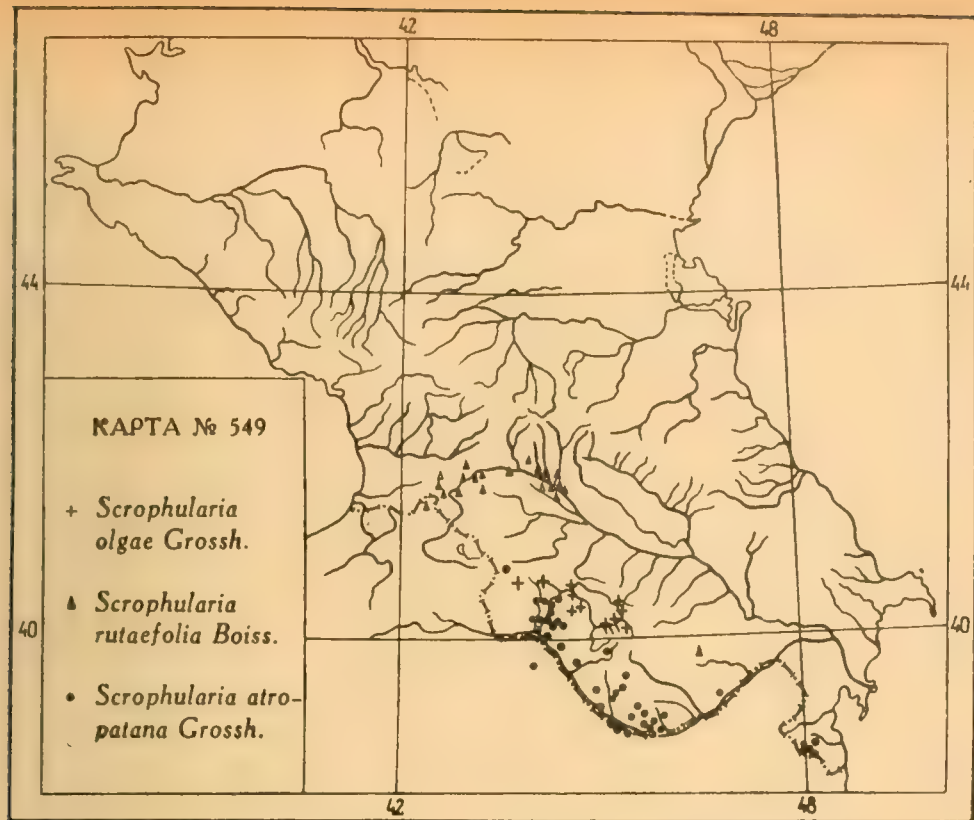 42 48
44 44
КАРТА № 549
+ Scrophularia
olgae Grossh.
▲ Scrophularia
rutaefolia Boiss.
40 40
• Scrophularia atro-
patana Grossh.
42 48